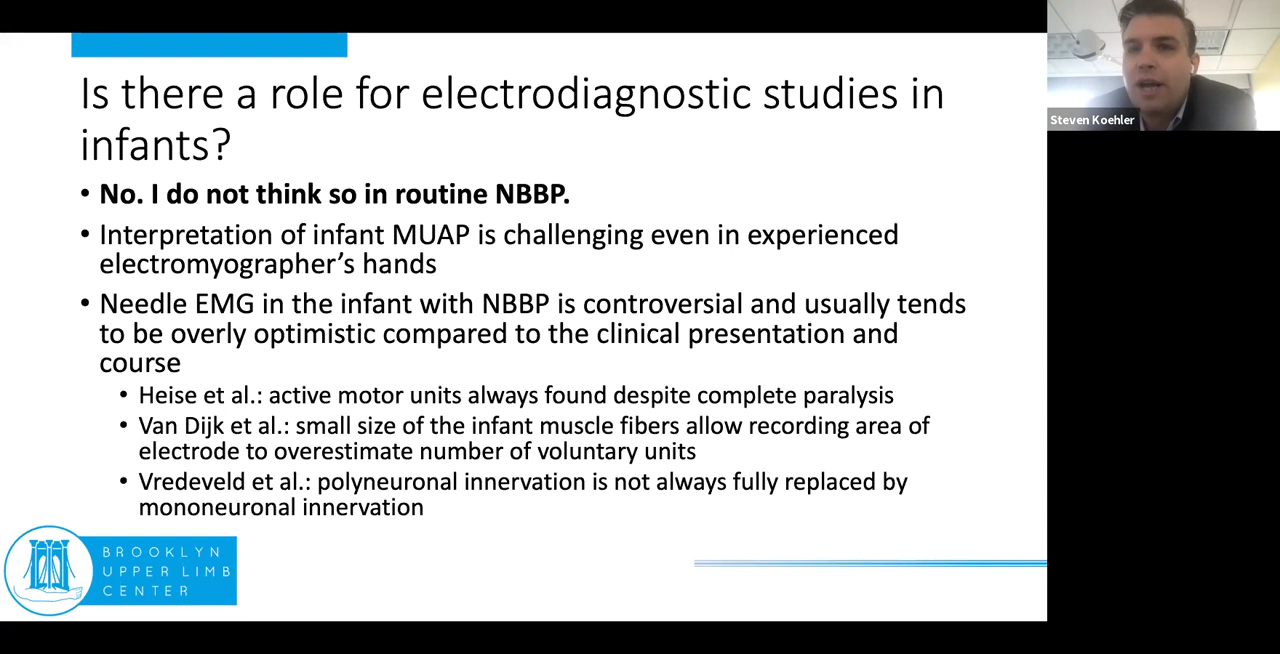 Is there a role for electrodiagnostic studies in
infants?
• No. I do not think so in routine NBBP.
• Interpretation of infant MUAP is challenging even in experienced
electromyographer's hands
• Needle EMG in the infant with NBBP is controversial and usually tends
to be overly optimistic compared to the clinical presentation and
course
• Heise et al.: active motor units always found despite complete paralysis
• Van Dijk et al.: small size of the infant muscle fibers allow recording area of
electrode to overestimate number of voluntary units
• Vredeveld et al.: polyneuronal innervation is not always fully replaced by
mononeuronal innervation
BROOKLYN
UPPER LIMB
CENTER
Steven Koehler